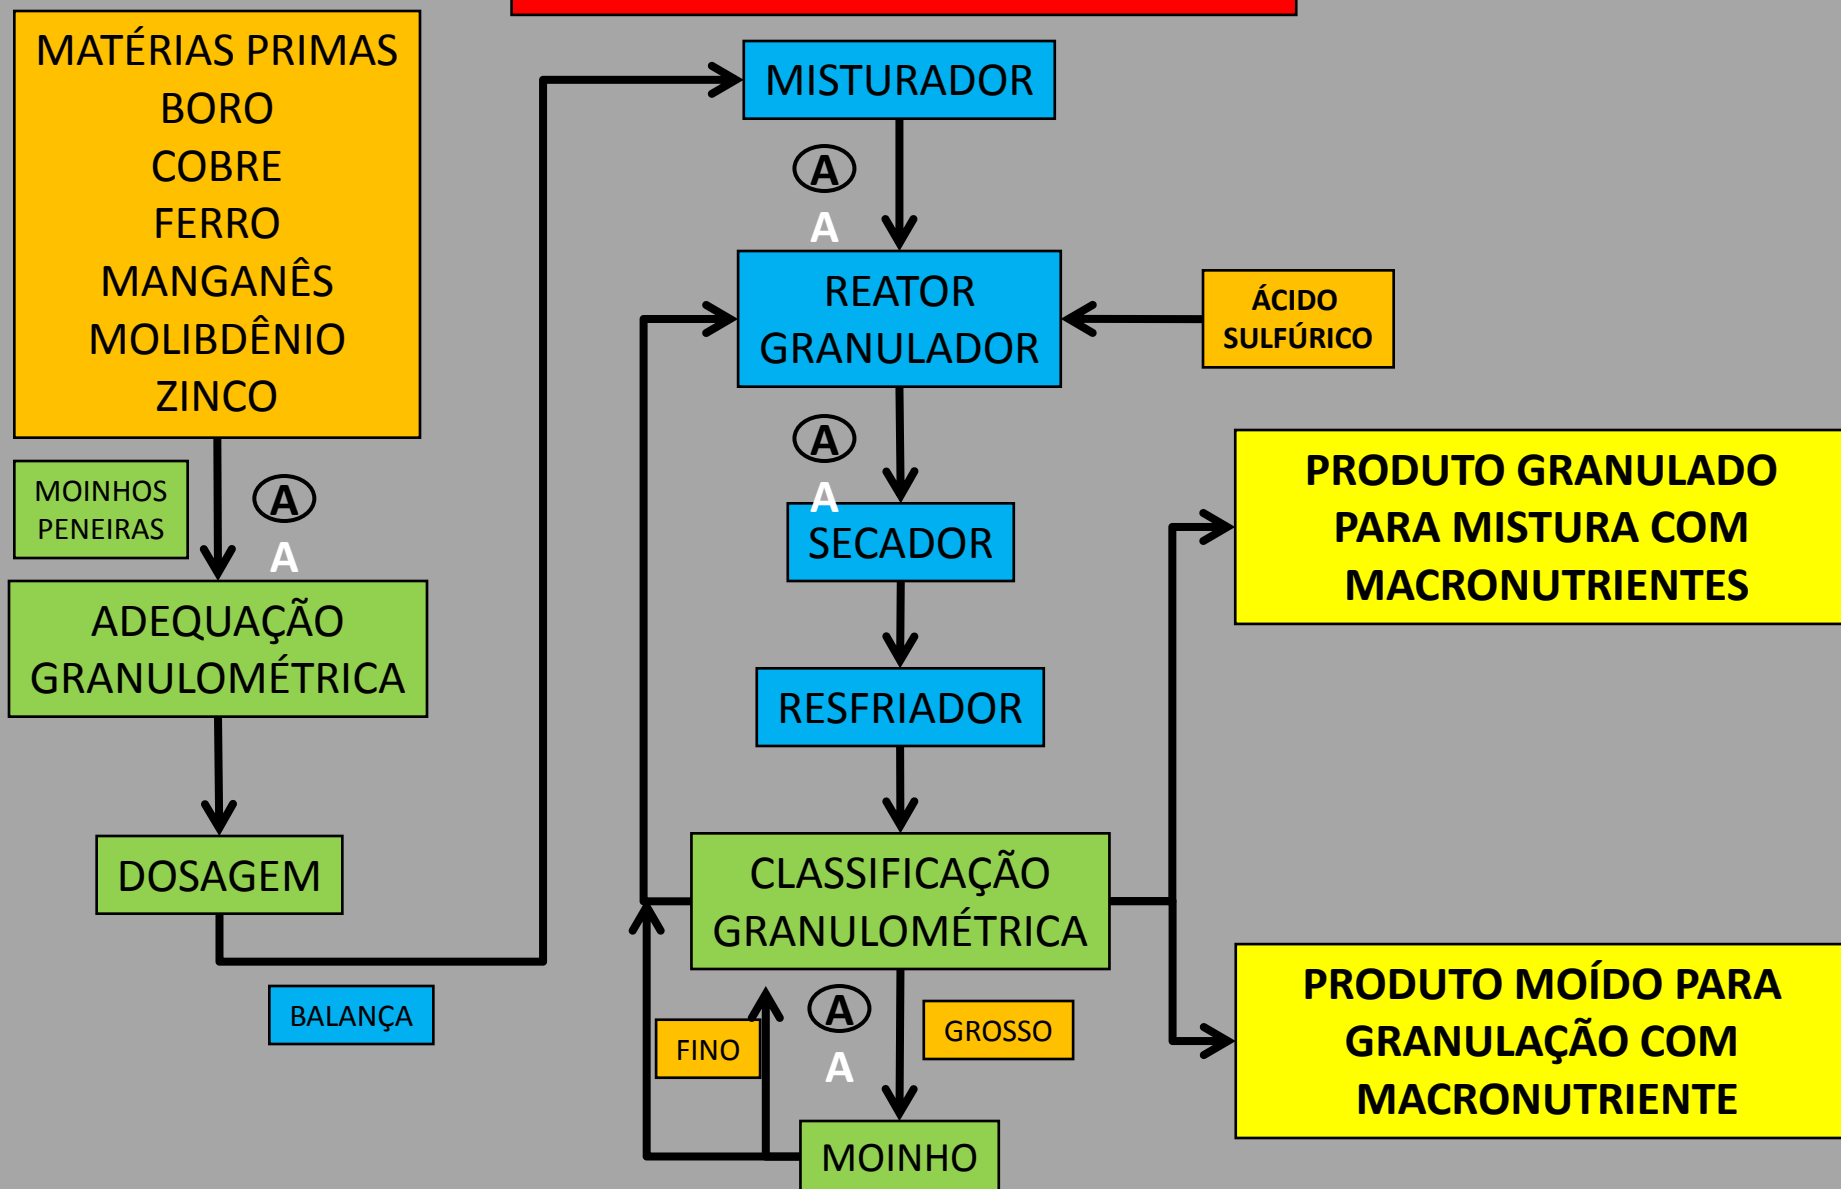 MATÉRIAS PRIMAS
BORO
COBRE
FERRO
MANGANÊS
MOLIBDÊNIO
ZINCO
MOINHOS
PENEIRAS
A
A
ADEQUAÇÃO
GRANULOMÉTRICA
DOSAGEM
BALANÇA
MISTURADOR
A
A
REATOR
GRANULADOR
ÁCIDO
SULFÚRICO
A
A
SECADOR
RESFRIADOR
CLASSIFICAÇÃO
GRANULOMÉTRICA
FINO
A
A
GROSSO
MOINHO
PRODUTO GRANULADO
PARA MISTURA COM
MACRONUTRIENTES
PRODUTO MOÍDO PARA
GRANULAÇÃO COM
MACRONUTRIENTE